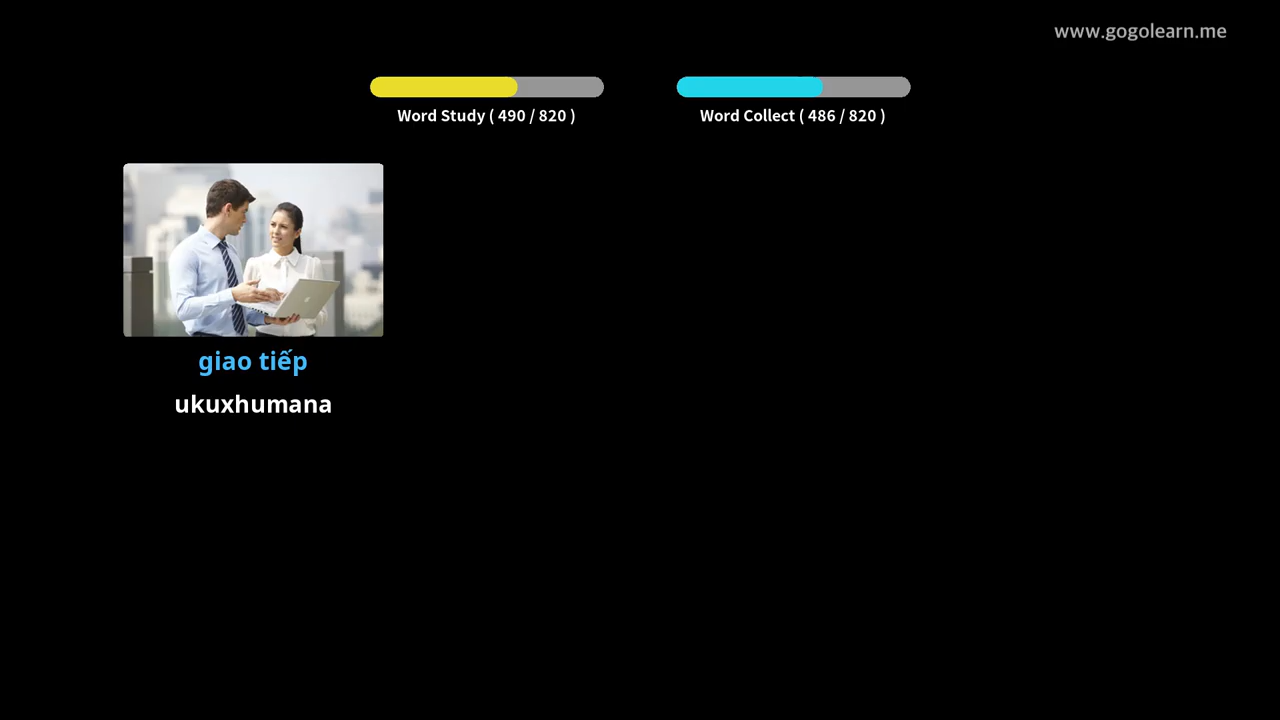 www.gogolearn.me
Word Study ( 490 / 820 )
Word Collect ( 486 / 820 )
giao tiếp
ukuxhumana